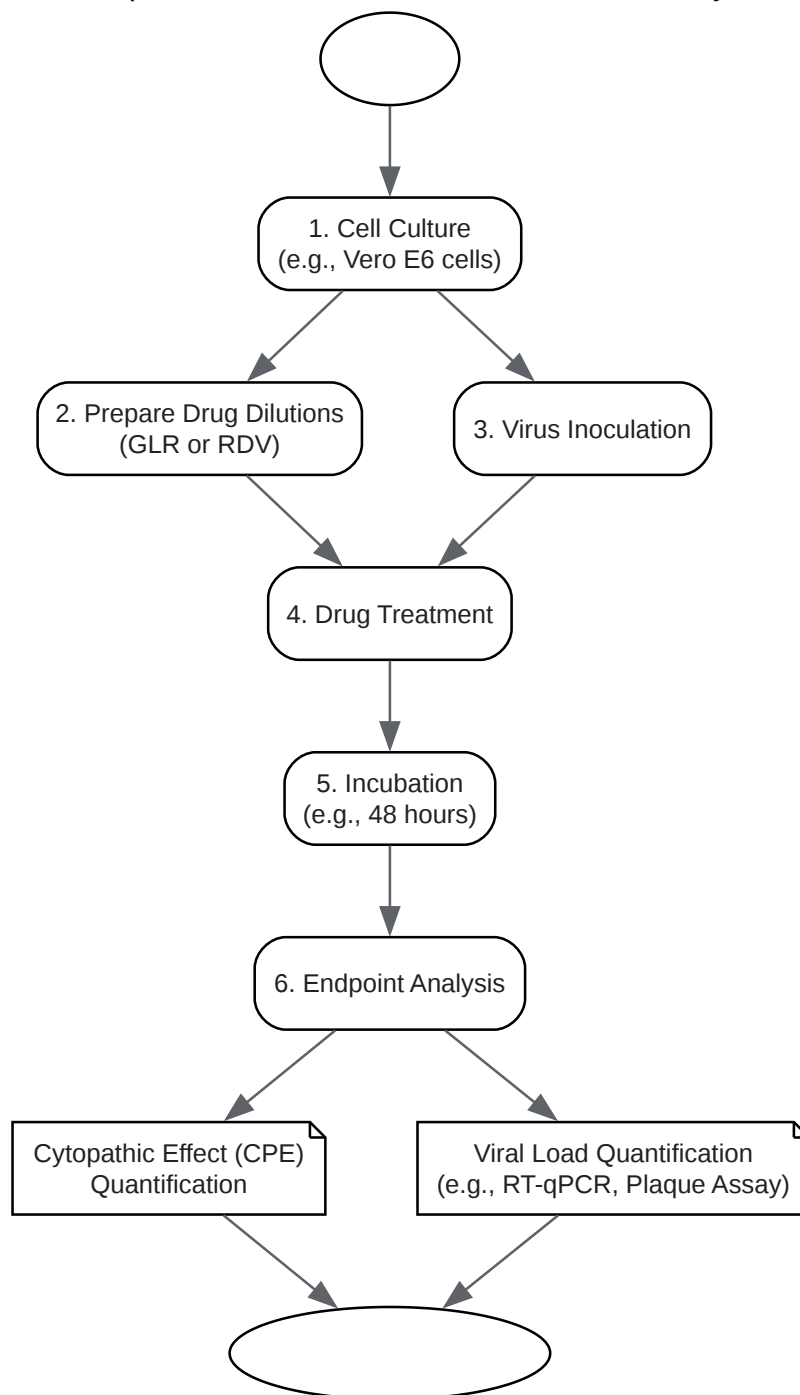 1. Cell Culture
(e.g., Vero E6 cells)
2. Prepare Drug Dilutions
(GLR or RDV)
3. Virus Inoculation
4. Drug Treatment
5. Incubation
(e.g., 48 hours)
6. Endpoint Analysis
Cytopathic Effect (CPE)
Quantification
Viral Load Quantification
(e.g., RT-qPCR, Plaque Assay)